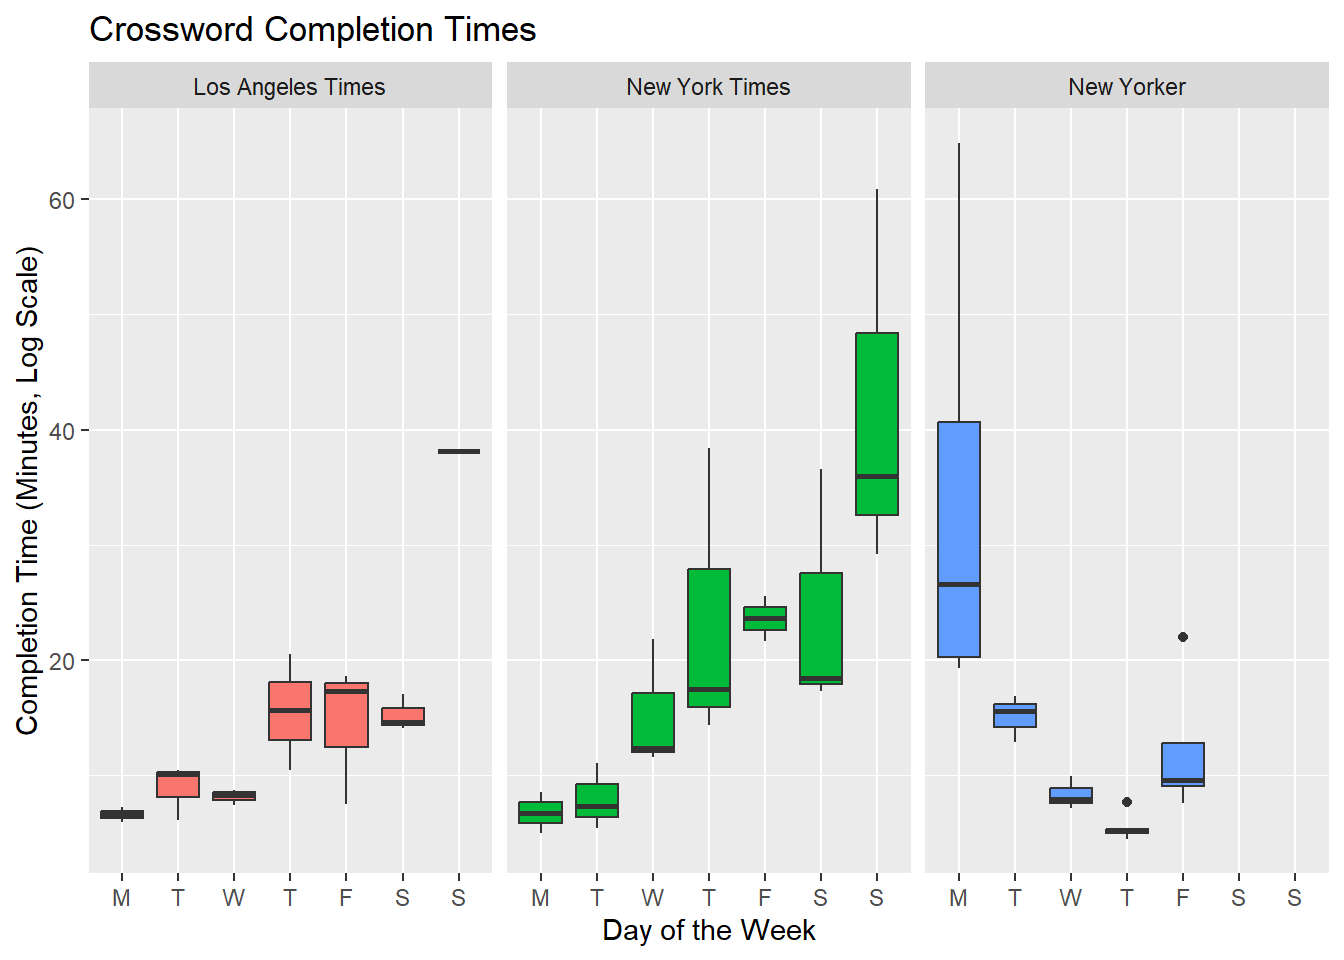 Crossword Completion Times
Los Angeles Times
New York Times
New Yorker
Completion Time (Minutes, Log Scale)
60
40
20
M T W T F S S
M T W T F S S
M T W T F S S
Day of the Week